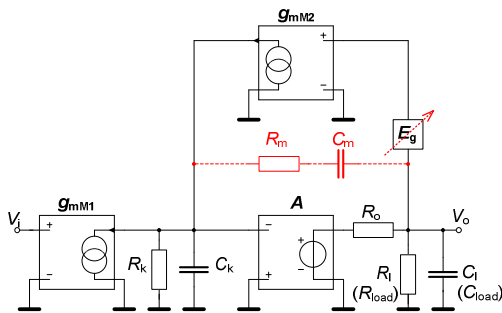 gmM2
+
−
+
−
Eg
Rm
Cm
Vi
gmM1
A
Ro
Vo
+
−
Rk
Ck
−
+
+
−
Rl
(Rload)
Cl
(Cload)